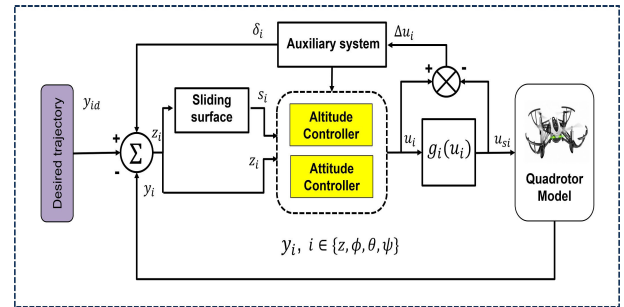 δᵢ
Auxiliary system
Δuᵢ
+
-
Desired trajectory
yᵢd
+
-
Σ
zᵢ
Sliding
surface
sᵢ
zᵢ
yᵢ
Altitude
Controller
Attitude
Controller
uᵢ
gᵢ(uᵢ)
uₛᵢ
Quadrotor
Model
yᵢ, i ∈ {z, ϕ, θ, ψ}